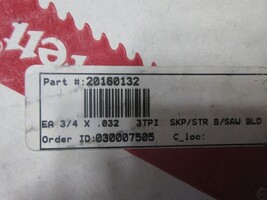 Part #:20160132
EA 3/4 X .032 3TPI SKP/STR B/SAW BLD
Order ID:030007505 C_loc: